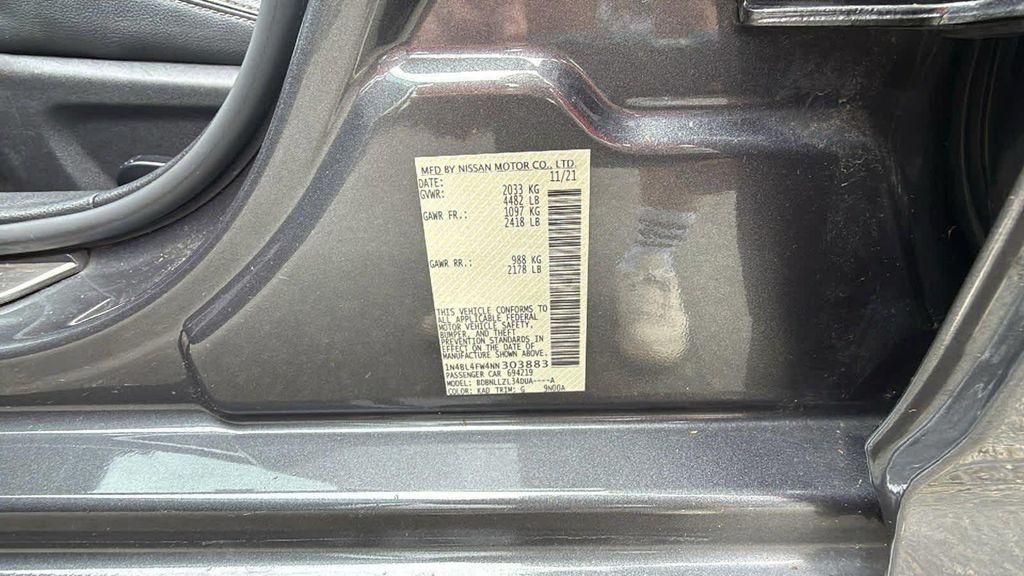 MFD BY NISSAN MOTOR CO., LTD.
DATE: 11/21
GVWR: 2033 KG
4482 LB
GAWR FR.: 1097 KG
2418 LB
GAWR RR.: 988 KG
2178 LB
THIS VEHICLE CONFORMS TO
ALL APPLICABLE FEDERAL
MOTOR VEHICLE SAFETY,
BUMPER, AND THEFT
PREVENTION STANDARDS IN
EFFECT ON THE DATE OF
MANUFACTURE SHOWN ABOVE.
1N4BL4FW4NN303883
PASSENGER CAR 694219
MODEL: BDBNLLZL34DUA----A
COLOR: KAD TRIM: G 9N00A